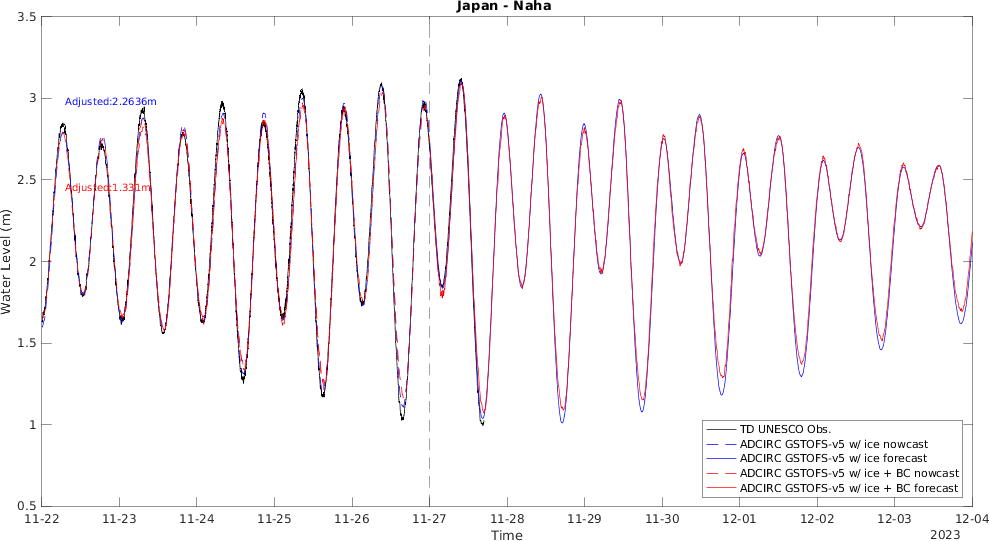 Japan - Naha
3.5
3
2.5
2
1.5
1
0.5
Water Level (m)
Adjusted:2.2636m
Adjusted:1.331m
TD UNESCO Obs.
ADCIRC GSTOFS-v5 w/ ice nowcast
ADCIRC GSTOFS-v5 w/ ice forecast
ADCIRC GSTOFS-v5 w/ ice + BC nowcast
ADCIRC GSTOFS-v5 w/ ice + BC forecast
11-22 11-23 11-24 11-25 11-26 11-27 11-28 11-29 11-30 12-01 12-02 12-03 12-04
Time
2023